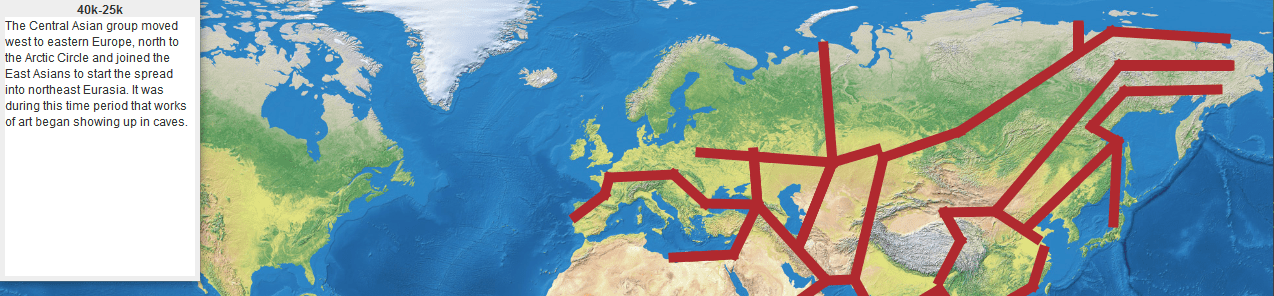 40k-25k
The Central Asian group moved
west to eastern Europe, north to
the Arctic Circle and joined the
East Asians to start the spread
into northeast Eurasia. It was
during this time period that works
of art began showing up in caves.